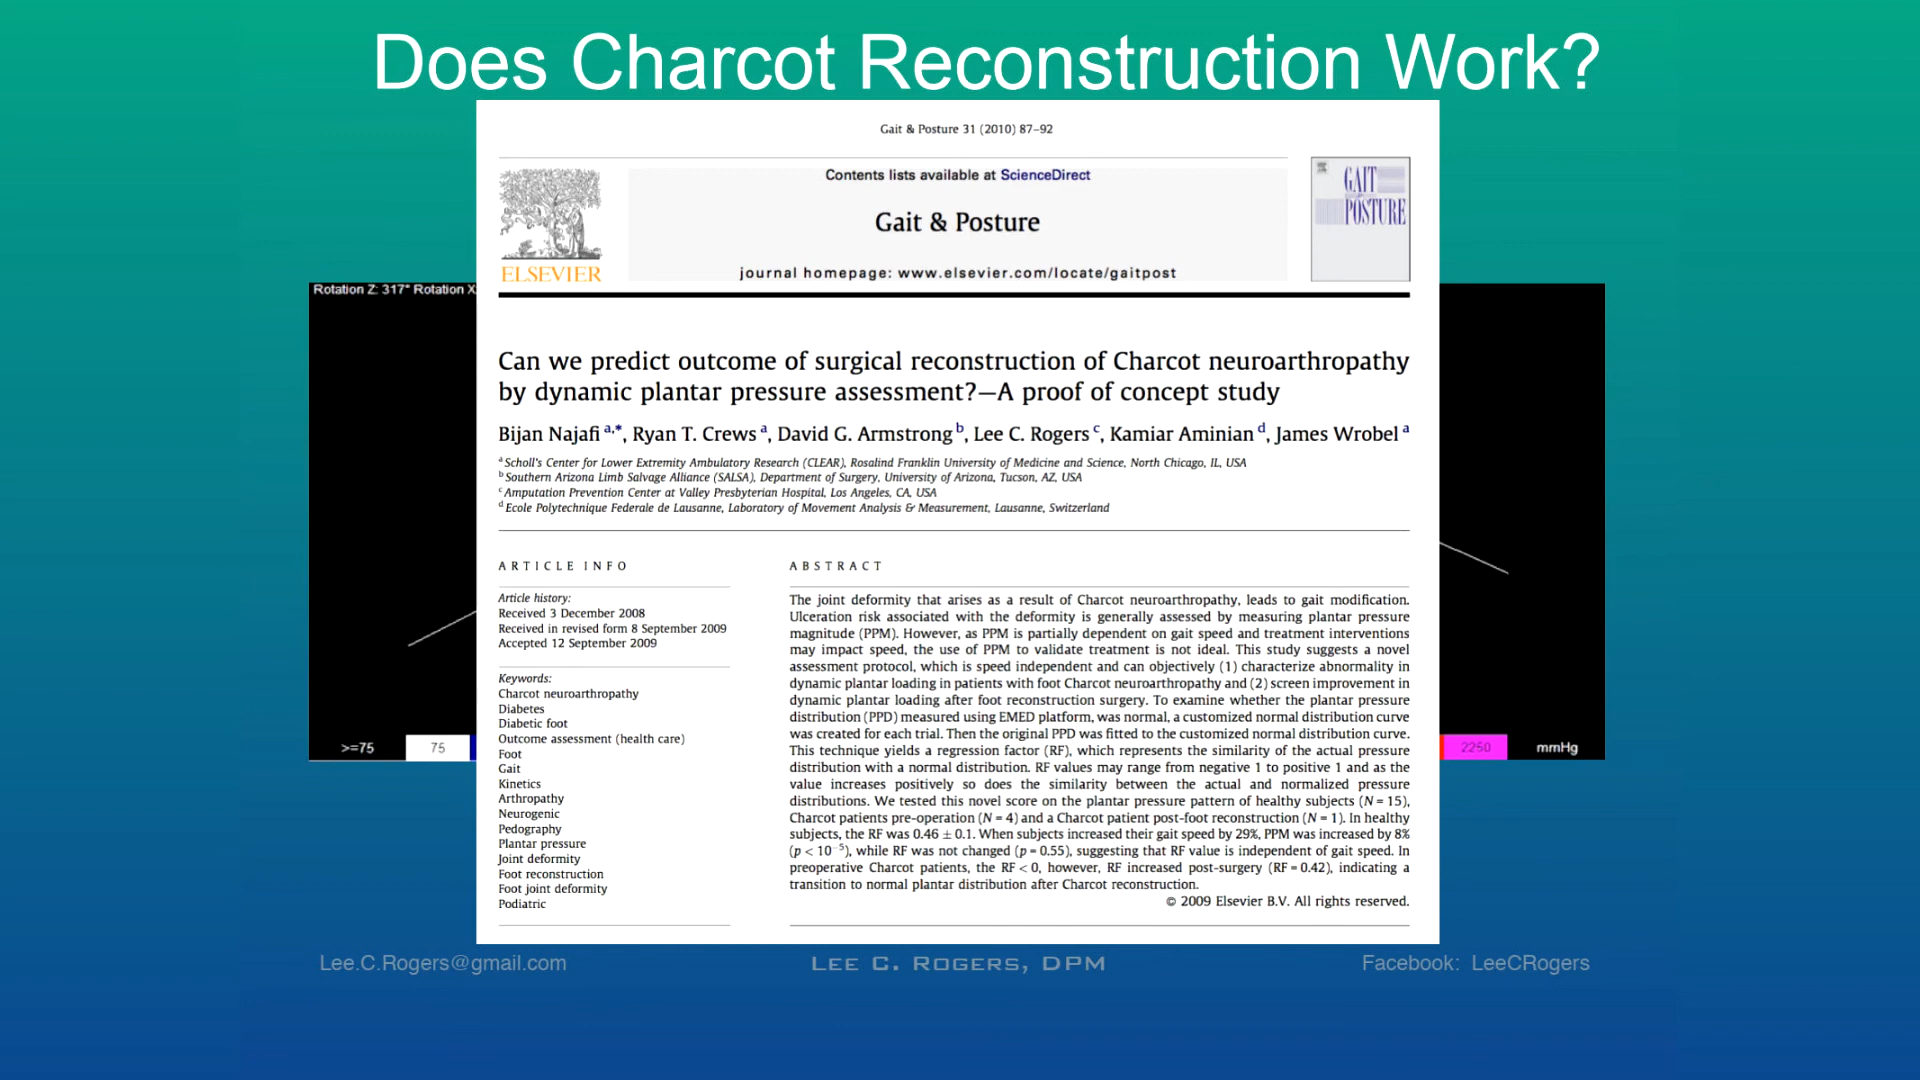 Does Charcot Reconstruction Work?
Gait & Posture 31 (2010) 87–92
Contents lists available at ScienceDirect
Gait & Posture
journal homepage: www.elsevier.com/locate/gaitpost
ELSEVIER
GAIT
POSTURE
Rotation Z: 317° Rotation X
Can we predict outcome of surgical reconstruction of Charcot neuroarthropathy
by dynamic plantar pressure assessment?—A proof of concept study
Bijan Najafi a,*, Ryan T. Crews a, David G. Armstrong b, Lee C. Rogers c, Kamiar Aminian d, James Wrobel a
a Scholl's Center for Lower Extremity Ambulatory Research (CLEAR), Rosalind Franklin University of Medicine and Science, North Chicago, IL, USA
b Southern Arizona Limb Salvage Alliance (SALSA), Department of Surgery, University of Arizona, Tucson, AZ, USA
c Amputation Prevention Center at Valley Presbyterian Hospital, Los Angeles, CA, USA
d Ecole Polytechnique Federale de Lausanne, Laboratory of Movement Analysis & Measurement, Lausanne, Switzerland
ARTICLE INFO
Article history:
Received 3 December 2008
Received in revised form 8 September 2009
Accepted 12 September 2009
Keywords:
Charcot neuroarthropathy
Diabetes
Diabetic foot
Outcome assessment (health care)
Foot
Gait
Kinetics
Arthropathy
Neurogenic
Pedography
Plantar pressure
Joint deformity
Foot reconstruction
Foot joint deformity
Podiatric
ABSTRACT
The joint deformity that arises as a result of Charcot neuroarthropathy, leads to gait modification.
Ulceration risk associated with the deformity is generally assessed by measuring plantar pressure
magnitude (PPM). However, as PPM is partially dependent on gait speed and treatment interventions
may impact speed, the use of PPM to validate treatment is not ideal. This study suggests a novel
assessment protocol, which is speed independent and can objectively (1) characterize abnormality in
dynamic plantar loading in patients with foot Charcot neuroarthropathy and (2) screen improvement in
dynamic plantar loading after foot reconstruction surgery. To examine whether the plantar pressure
distribution (PPD) measured using EMED platform, was normal, a customized normal distribution curve
was created for each trial. Then the original PPD was fitted to the customized normal distribution curve.
This technique yields a regression factor (RF), which represents the similarity of the actual pressure
distribution with a normal distribution. RF values may range from negative 1 to positive 1 and as the
value increases positively so does the similarity between the actual and normalized pressure
distributions. We tested this novel score on the plantar pressure pattern of healthy subjects (N = 15),
Charcot patients pre-operation (N = 4) and a Charcot patient post-foot reconstruction (N = 1). In healthy
subjects, the RF was 0.46 ± 0.1. When subjects increased their gait speed by 29%, PPM was increased by 8%
(p < 10⁻⁵), while RF was not changed (p = 0.55), suggesting that RF value is independent of gait speed. In
preoperative Charcot patients, the RF < 0, however, RF increased post-surgery (RF = 0.42), indicating a
transition to normal plantar distribution after Charcot reconstruction.
© 2009 Elsevier B.V. All rights reserved.
>=75
75
2250
mmHg
Lee.C.Rogers@gmail.com
LEE C. ROGERS, DPM
Facebook: LeeCRogers